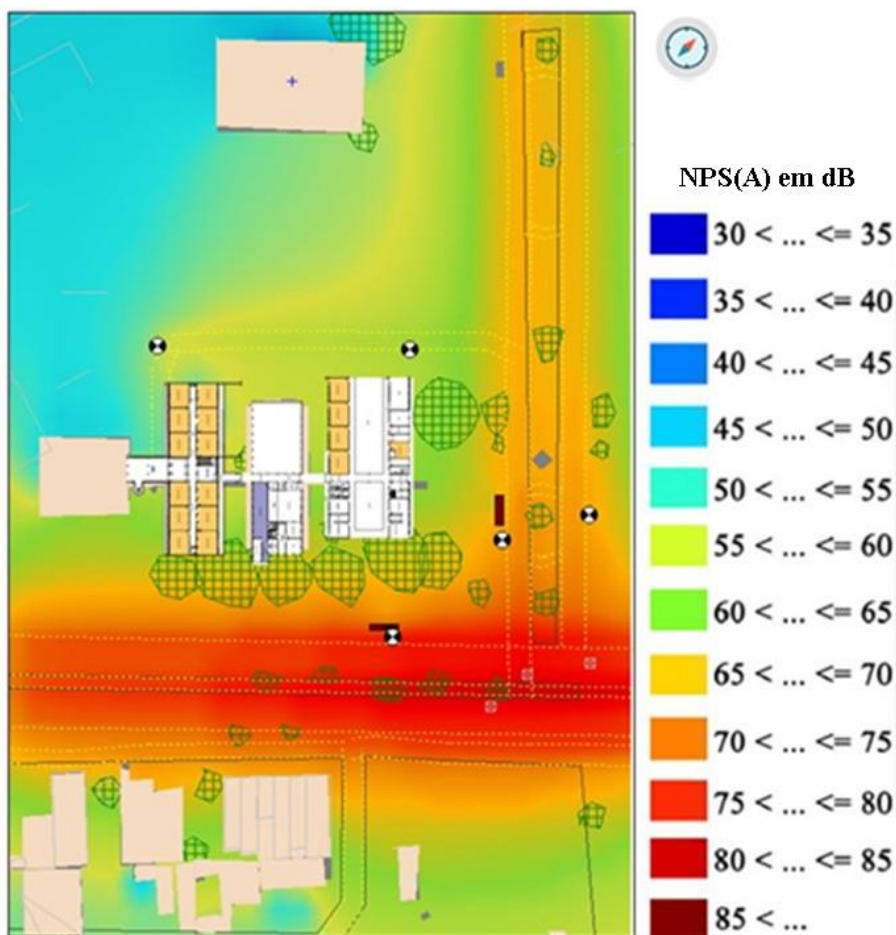 NPS(A) em dB
30 < ... <= 35
35 < ... <= 40
40 < ... <= 45
45 < ... <= 50
50 < ... <= 55
55 < ... <= 60
60 < ... <= 65
65 < ... <= 70
70 < ... <= 75
75 < ... <= 80
80 < ... <= 85
85 < ...